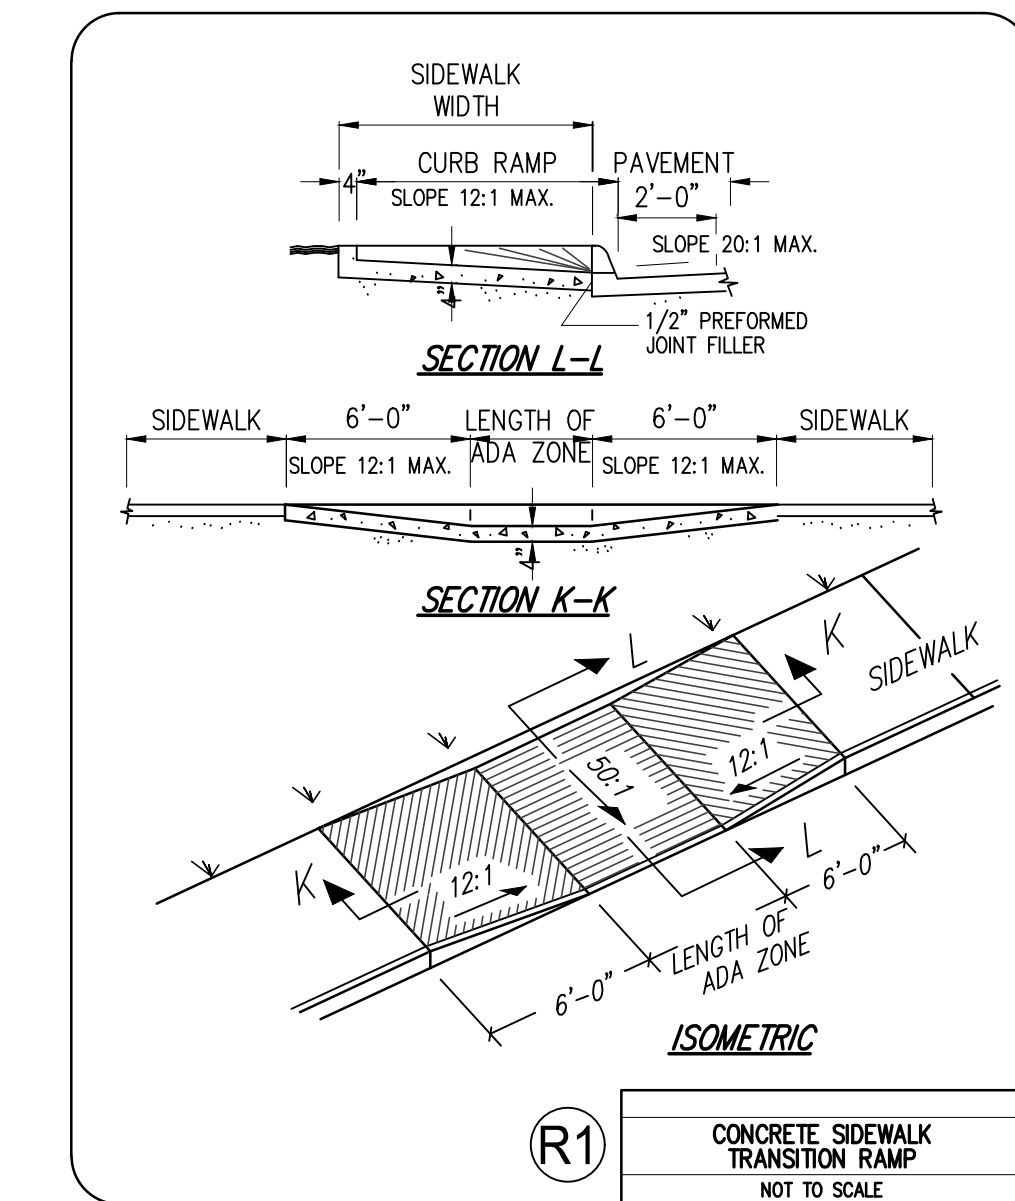 SIDEWALK
WIDTH
4"
CURB RAMP
PAVEMENT
SLOPE 12:1 MAX.
2'-0"
SLOPE 20:1 MAX.
4"
1/2" PREFORMED
JOINT FILLER
SECTION L-L
SIDEWALK
6'-0"
LENGTH OF
ADA ZONE
6'-0"
SIDEWALK
SLOPE 12:1 MAX.
SLOPE 12:1 MAX.
4"
SECTION K-K
L
K
SIDEWALK
50:1
12:1
K
12:1
L
6'-0"
LENGTH OF
ADA ZONE
6'-0"
ISOMETRIC
R1
CONCRETE SIDEWALK
TRANSITION RAMP
NOT TO SCALE